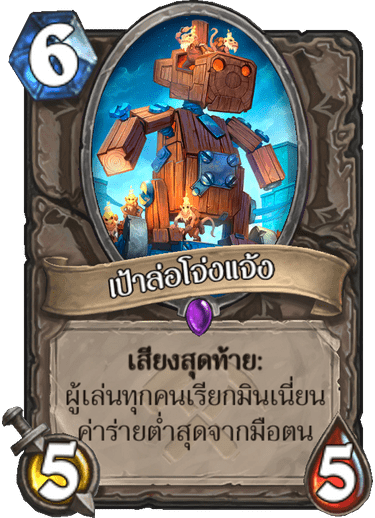 6
เป้าล่อโจ่งแจ้ง
เสียงสุดท้าย:
ผู้เล่นทุกคนเรียกมินเนี่ยน
ค่าร่ายต่ำสุดจากมือตน
5
5